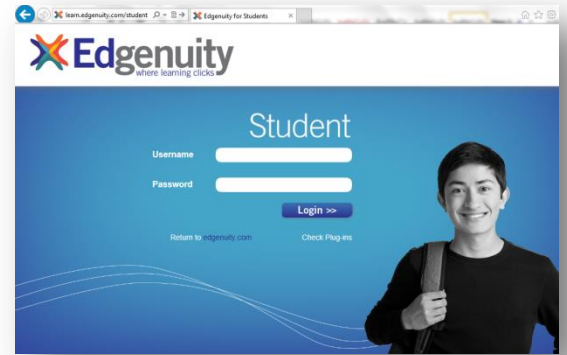 learn.edgenuity.com/student
Edgenuity for Students
Edgenuity
where learning clicks
Student
Username
Password
Login >>
Return to edgenuity.com
Check Plug-ins